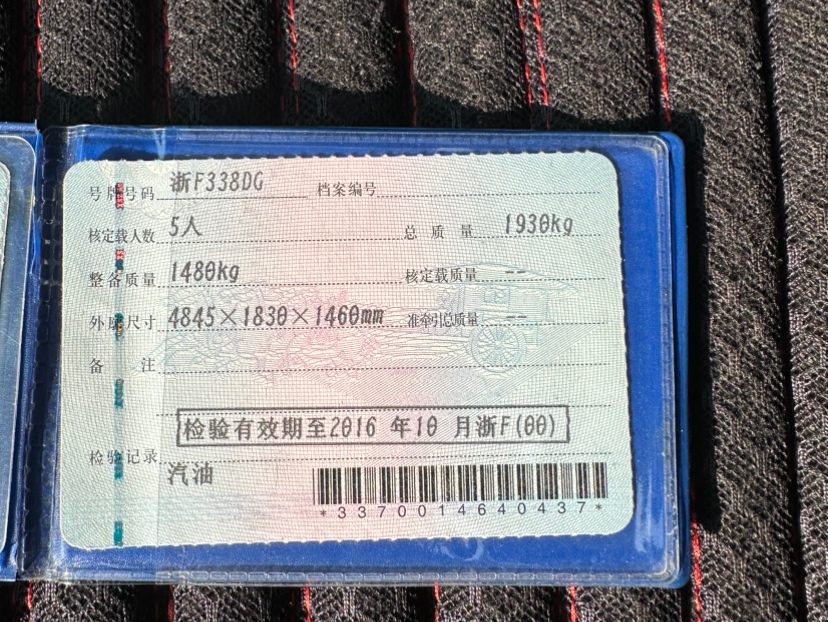 号牌号码 浙F338DG 档案编号
核定载人数 5人 总质量 1930kg
整备质量 1480kg 核定载质量 --
外廓尺寸 4845×1830×1460mm 准牵引总质量 --
备注
检验有效期至2016 年10 月浙F(00)
检验记录
汽油
*3370014640437*